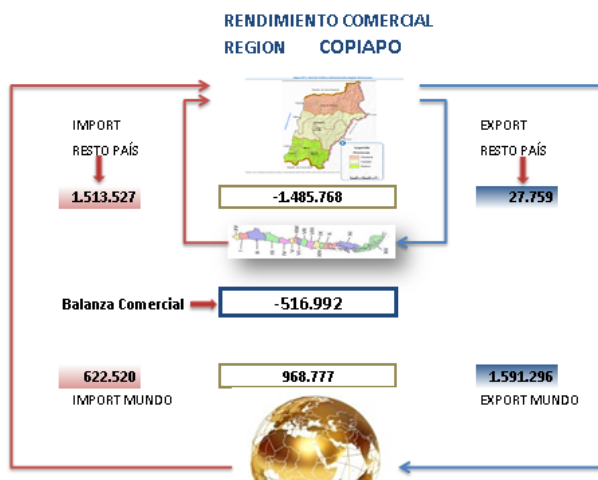 RENDIMIENTO COMERCIAL
REGION COPIAPO
IMPORT
RESTO PAÍS
EXPORT
RESTO PAÍS
1.513.527
-1.485.768
27.759
Balanza Comercial
-516.992
622.520
968.777
1.591.296
IMPORT MUNDO
EXPORT MUNDO